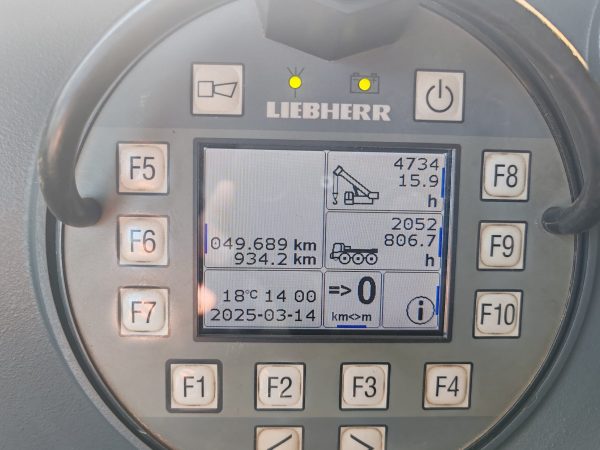 LIEBHERR
F5
F6
F7
F8
F9
F10
4734
15.9
h
2052
806.7
h
049.689 km
934.2 km
18°C 14 00
2025-03-14
=>0
km<>m
i
F1
F2
F3
F4
<
>